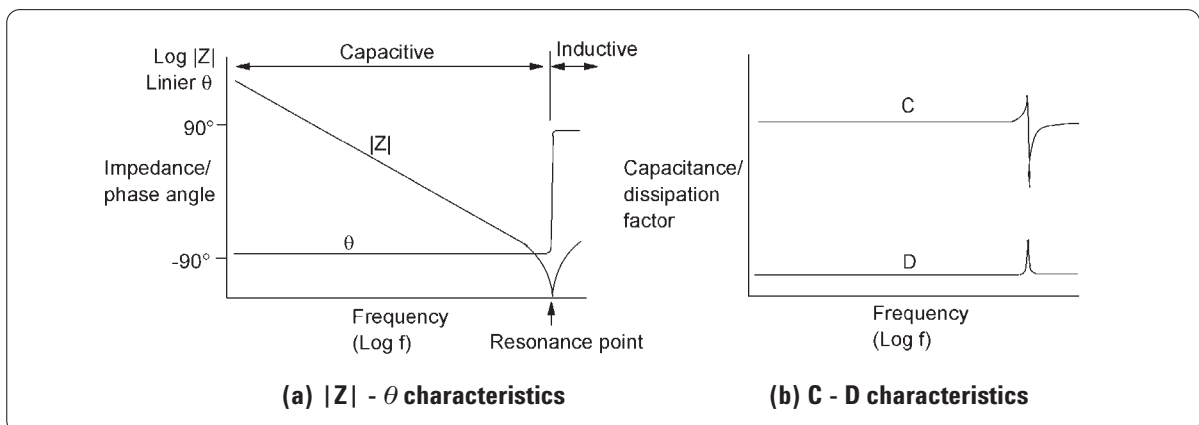 Log |Z|
Linier θ
Capacitive
Inductive
90°
|Z|
Impedance/
phase angle
θ
-90°
Frequency
(Log f)
Resonance point
(a) |Z| - θ characteristics
C
Capacitance/
dissipation
factor
D
Frequency
(Log f)
(b) C - D characteristics